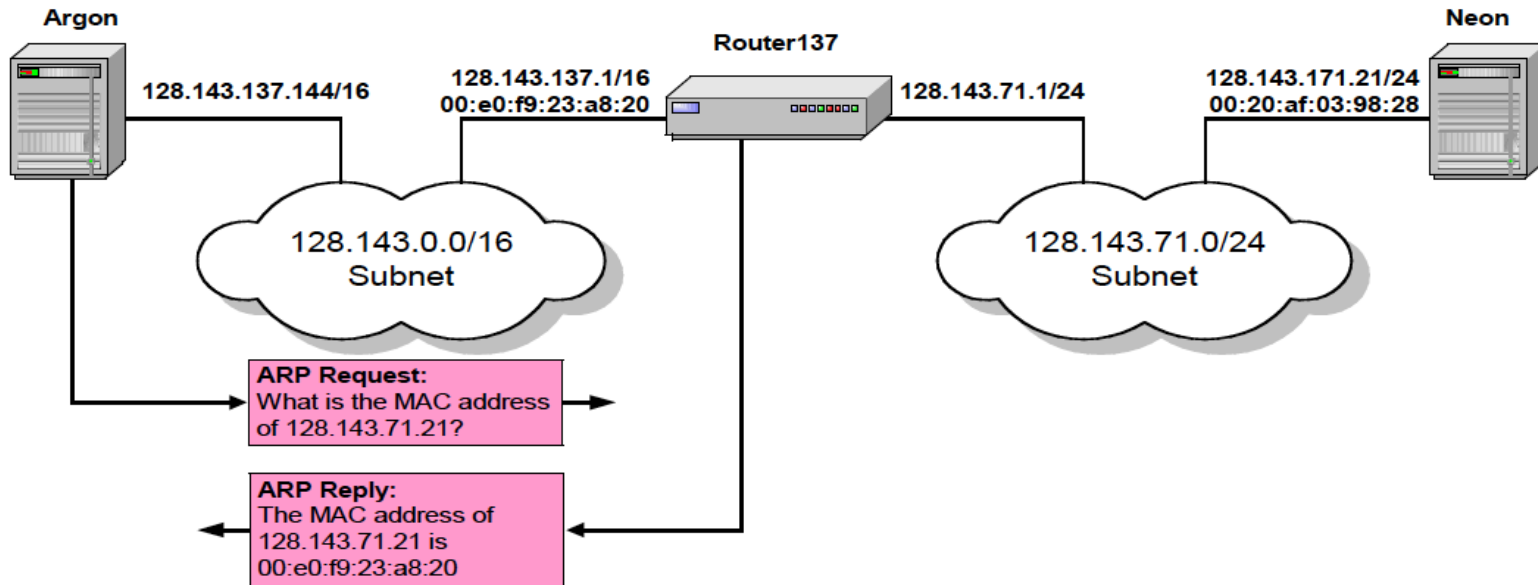 Argon
Neon
Router137
128.143.137.144/16
128.143.137.1/16
00:e0:f9:23:a8:20
128.143.71.1/24
128.143.171.21/24
00:20:af:03:98:28
128.143.0.0/16
Subnet
128.143.71.0/24
Subnet
ARP Request:
What is the MAC address
of 128.143.71.21?
ARP Reply:
The MAC address of
128.143.71.21 is
00:e0:f9:23:a8:20